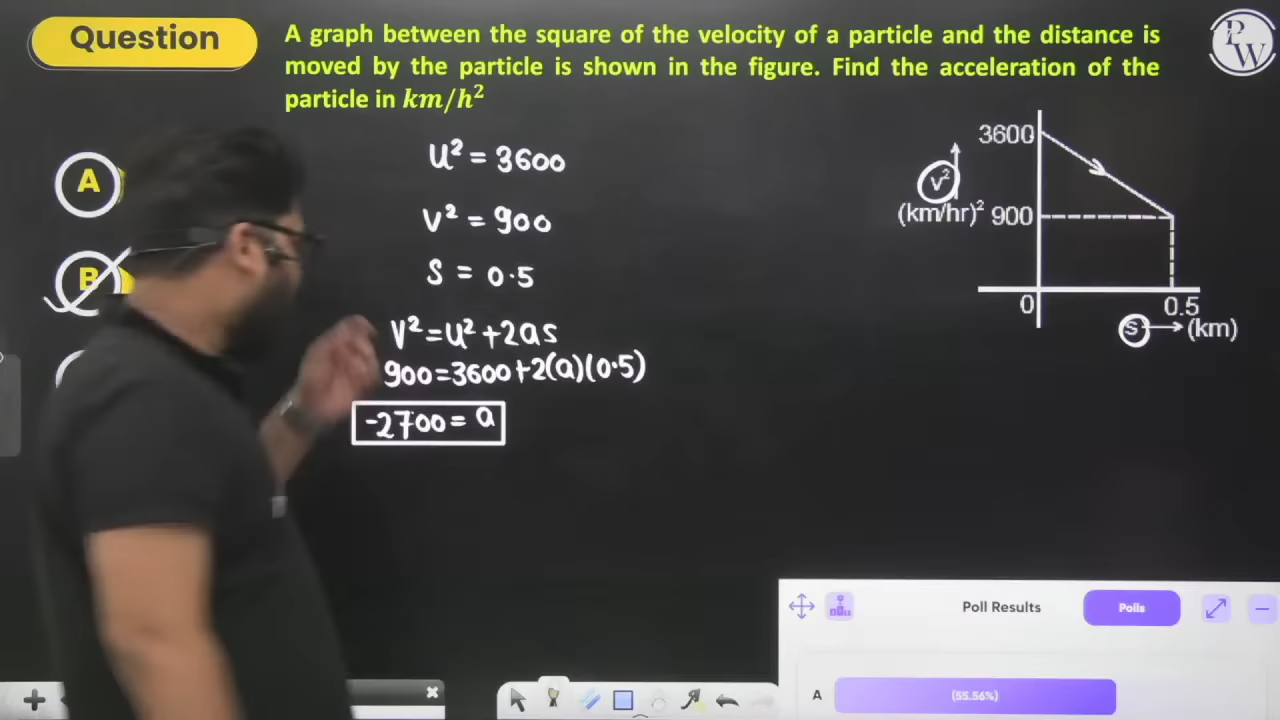 Question
A graph between the square of the velocity of a particle and the distance is
moved by the particle is shown in the figure. Find the acceleration of the
particle in km/h²
PW
A
B
u² = 3600
v² = 900
s = 0.5
v² = u² + 2as
900 = 3600 + 2(a)(0.5)
-2700 = a
3600
v²
(km/hr)² 900
0
0.5
s → (km)
Poll Results
Polls
A
(55.56%)